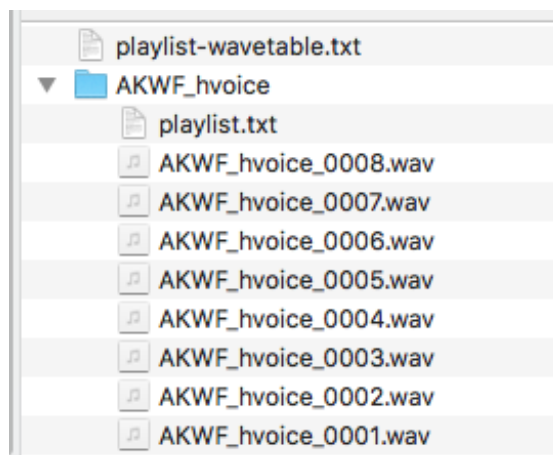 playlist-wavetable.txt
AKWF_hvoice
playlist.txt
AKWF_hvoice_0008.wav
AKWF_hvoice_0007.wav
AKWF_hvoice_0006.wav
AKWF_hvoice_0005.wav
AKWF_hvoice_0004.wav
AKWF_hvoice_0003.wav
AKWF_hvoice_0002.wav
AKWF_hvoice_0001.wav